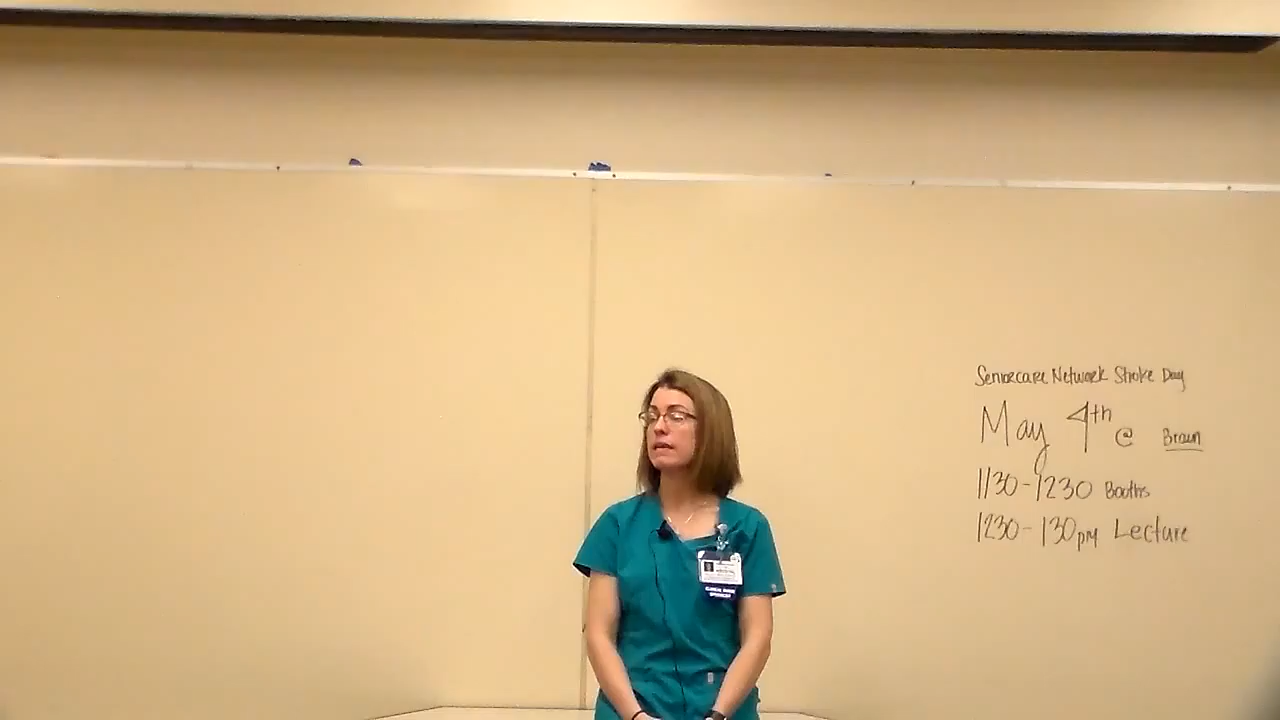 Seniorcare Network Stroke Day
May 4th @ Braun
1130-1230 Booths
1230-130pm Lecture